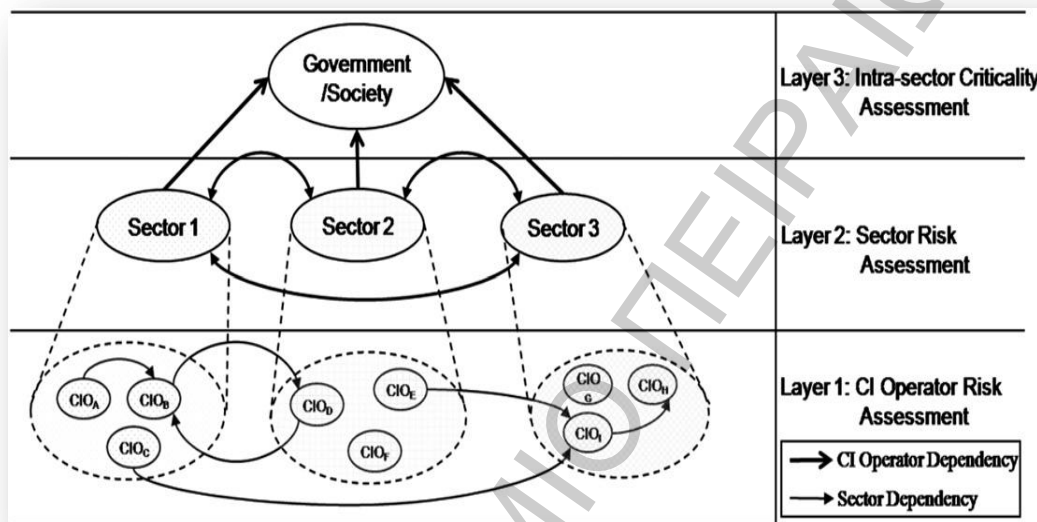 Government
/Society
Layer 3: Intra-sector Criticality
Assessment
Sector 1
Sector 2
Sector 3
Layer 2: Sector Risk
Assessment
CIO_A
CIO_B
CIO_C
CIO_D
CIO_E
CIO_F
CIO
G
CIO_H
CIO_I
Layer 1: CI Operator Risk
Assessment
CI Operator Dependency
Sector Dependency
ΜΙΟ ΠΕΙΡΑΙΩ